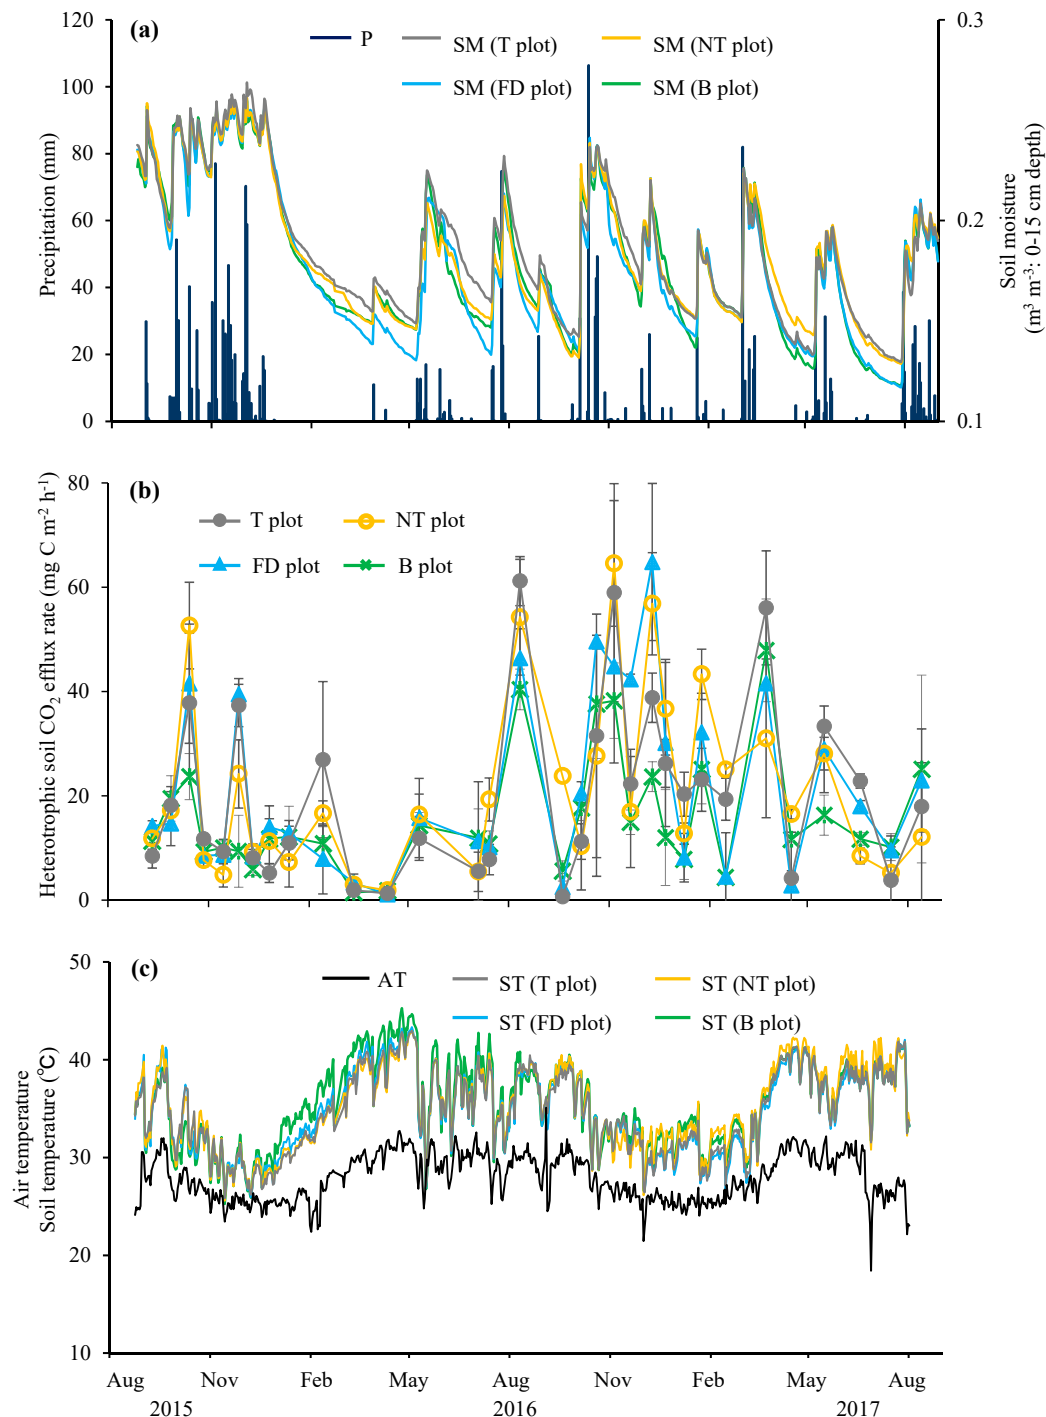 (a)
P
SM (T plot)
SM (NT plot)
SM (FD plot)
SM (B plot)
Precipitation (mm)
120
100
80
60
40
20
0
0.3
0.2
0.1
Soil moisture
(m³ m⁻³: 0-15 cm depth)
(b)
T plot
NT plot
FD plot
B plot
Heterotrophic soil CO₂ efflux rate (mg C m⁻² h⁻¹)
80
60
40
20
0
(c)
AT
ST (T plot)
ST (NT plot)
ST (FD plot)
ST (B plot)
Air temperature
Soil temperature (℃)
50
40
30
20
10
Aug Nov Feb May Aug Nov Feb May Aug
2015 2016 2017